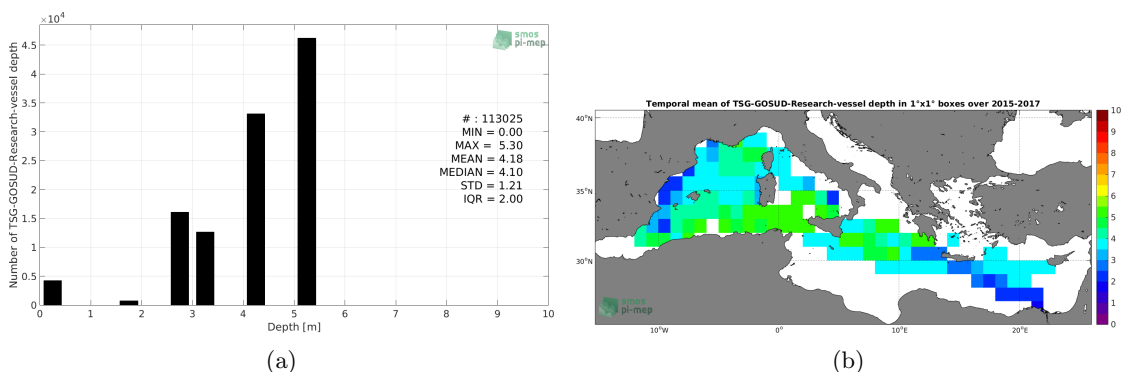 ×10⁴
smos
pi-mep
4.5
4
3.5
3
2.5
2
1.5
1
0.5
0
Number of TSG-GOSUD-Research-vessel depth
# : 113025
MIN = 0.00
MAX = 5.30
MEAN = 4.18
MEDIAN = 4.10
STD = 1.21
IQR = 2.00
0 1 2 3 4 5 6 7 8 9 10
Depth [m]
(a)
Temporal mean of TSG-GOSUD-Research-vessel depth in 1°x1° boxes over 2015-2017
40°N
35°N
30°N
smos
pi-mep
10°W 0° 10°E 20°E
10
9
8
7
6
5
4
3
2
1
0
(b)